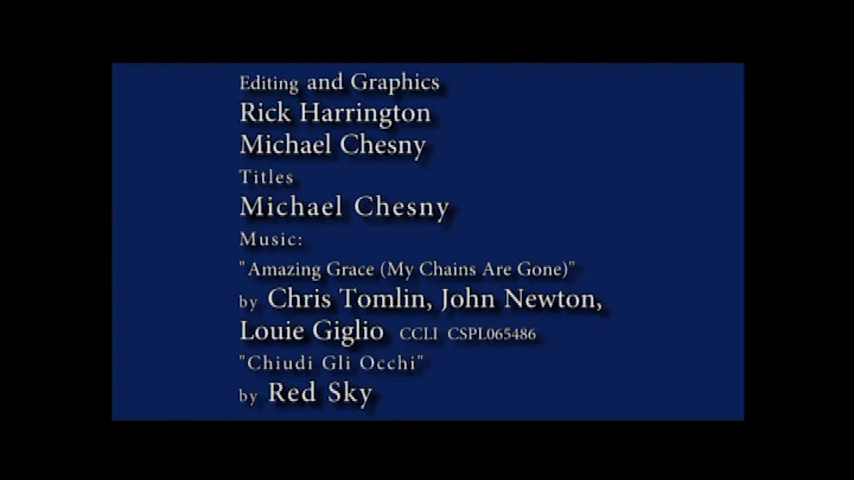 Editing and Graphics
Rick Harrington
Michael Chesny
Titles
Michael Chesny
Music:
"Amazing Grace (My Chains Are Gone)"
by Chris Tomlin, John Newton,
Louie Giglio CCLI CSPL065486
"Chiudi Gli Occhi"
by Red Sky